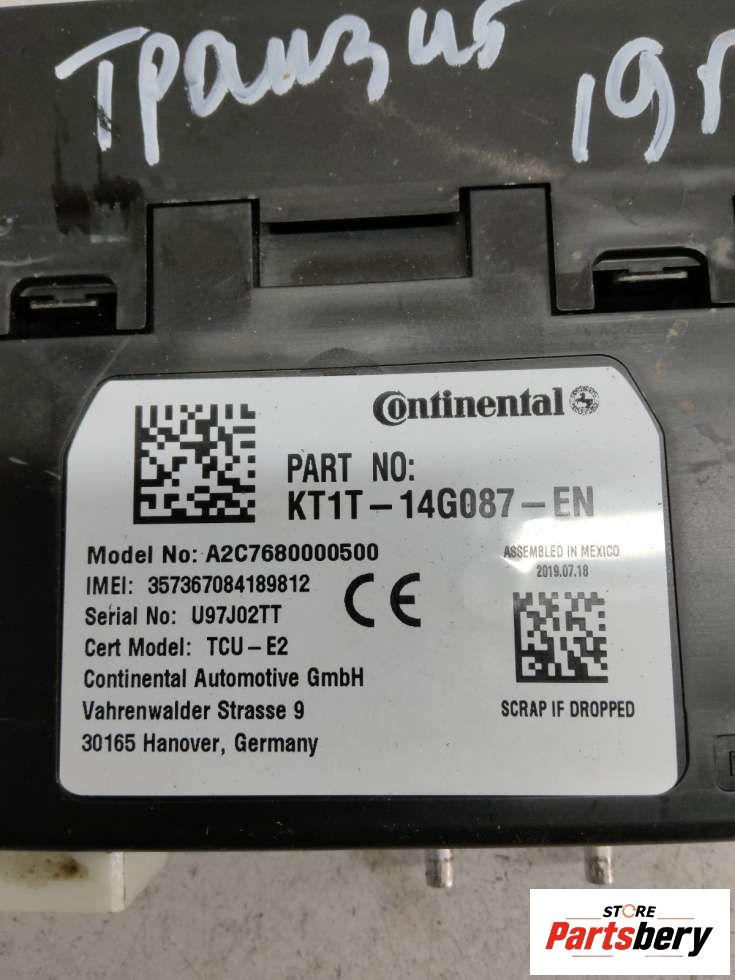 Транзит 19г
Continental
PART NO:
KT1T-14G087-EN
Model No: A2C7680000500
IMEI: 357367084189812
Serial No: U97J02TT
Cert Model: TCU-E2
Continental Automotive GmbH
Vahrenwalder Strasse 9
30165 Hanover, Germany
CE
ASSEMBLED IN MEXICO
2019.07.18
SCRAP IF DROPPED
STORE
Partsbery